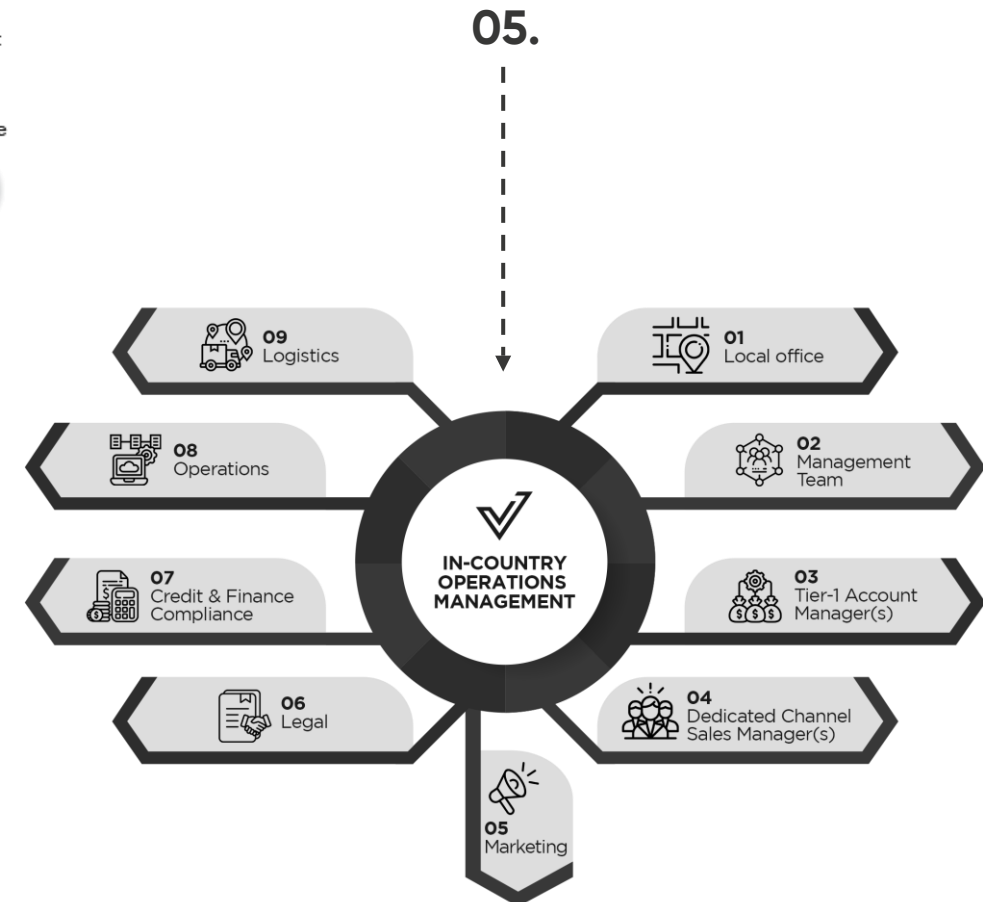 05.
e
IN-COUNTRY
OPERATIONS
MANAGEMENT
01
Local office
02
Management
Team
03
Tier-1 Account
Manager(s)
04
Dedicated Channel
Sales Manager(s)
05
Marketing
06
Legal
07
Credit & Finance
Compliance
08
Operations
09
Logistics